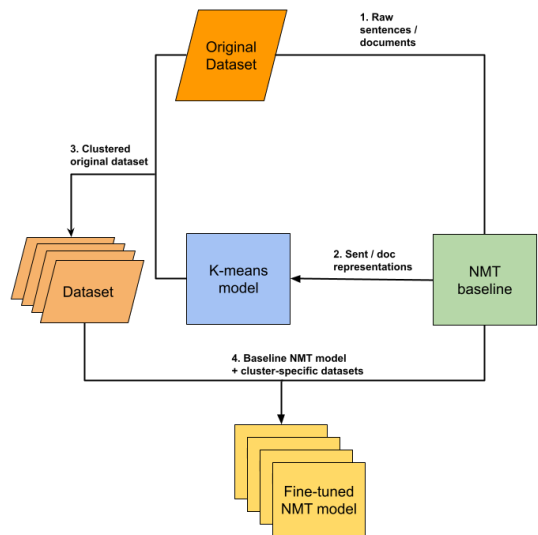 1. Raw
sentences /
documents
Original
Dataset
3. Clustered
original dataset
2. Sent / doc
representations
K-means
model
NMT
baseline
Dataset
4. Baseline NMT model
+ cluster-specific datasets
Fine-tuned
NMT model